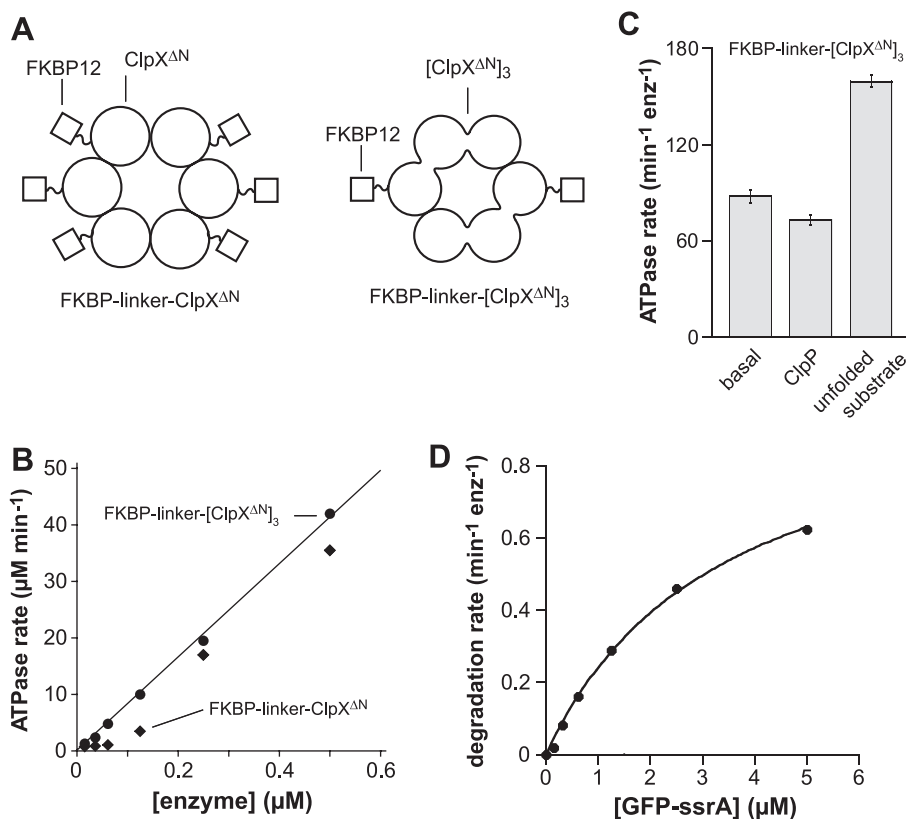 A
FKBP12
ClpX^ΔN
FKBP-linker-ClpX^ΔN
[ClpX^ΔN]₃
FKBP12
FKBP-linker-[ClpX^ΔN]₃
C
FKBP-linker-[ClpX^ΔN]₃
ATPase rate (min⁻¹ enz⁻¹)
180
120
60
0
basal
ClpP
unfolded
substrate
B
ATPase rate (µM min⁻¹)
50
40
30
20
10
0
FKBP-linker-[ClpX^ΔN]₃
FKBP-linker-ClpX^ΔN
0
0.2
0.4
0.6
[enzyme] (µM)
D
degradation rate (min⁻¹ enz⁻¹)
0.8
0.6
0.4
0.2
0
0
1
2
3
4
5
6
[GFP-ssrA] (µM)